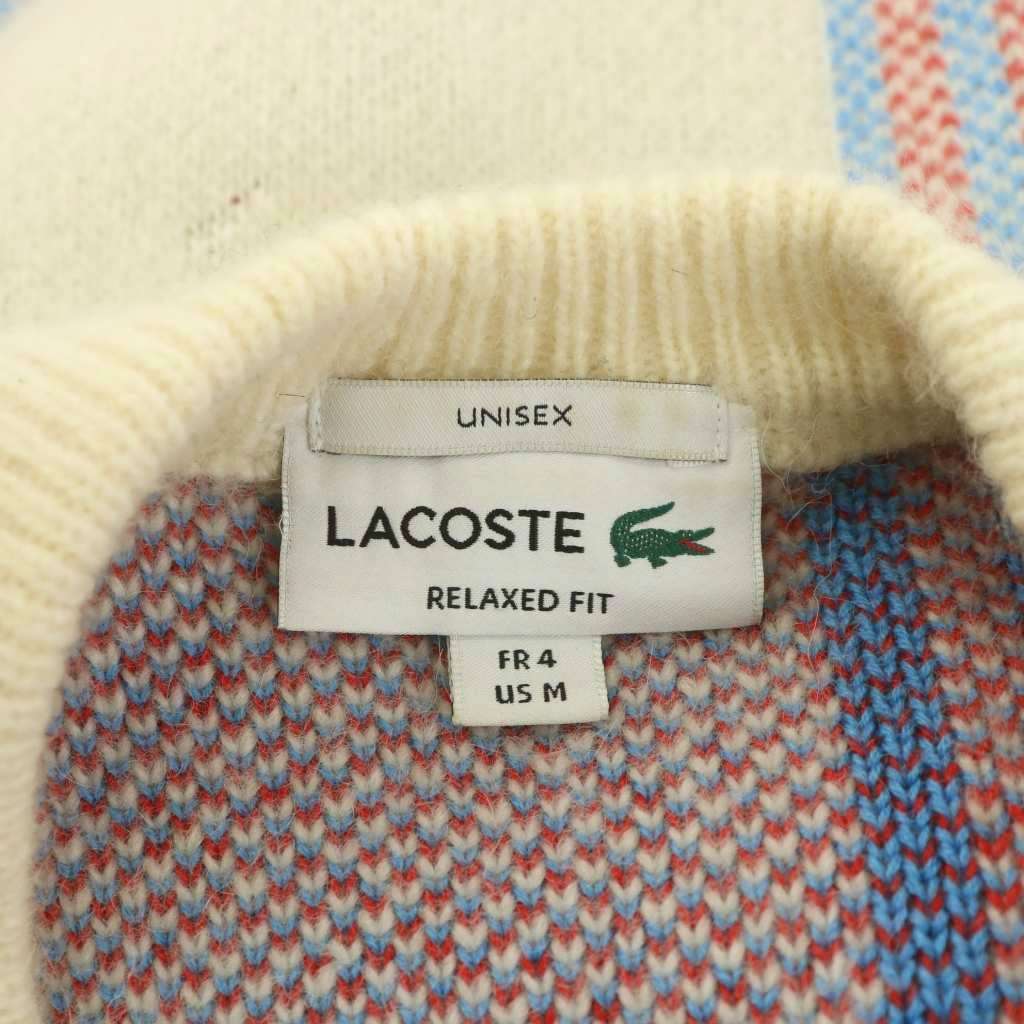 UNISEX
LACOSTE
RELAXED FIT
FR 4
US M